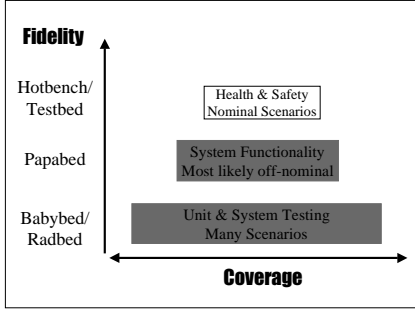 Fidelity
Hotbench/
Testbed
Health & Safety
Nominal Scenarios
Papabed
System Functionality
Most likely off-nominal
Babybed/
Radbed
Unit & System Testing
Many Scenarios
Coverage